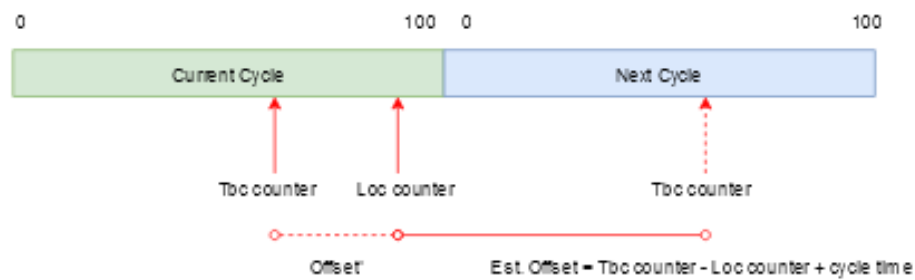 0 100 0 100
Current Cycle Next Cycle
Tbc counter Loc counter Tbc counter
Offset' Est. Offset = Tbc counter - Loc counter + cycle time